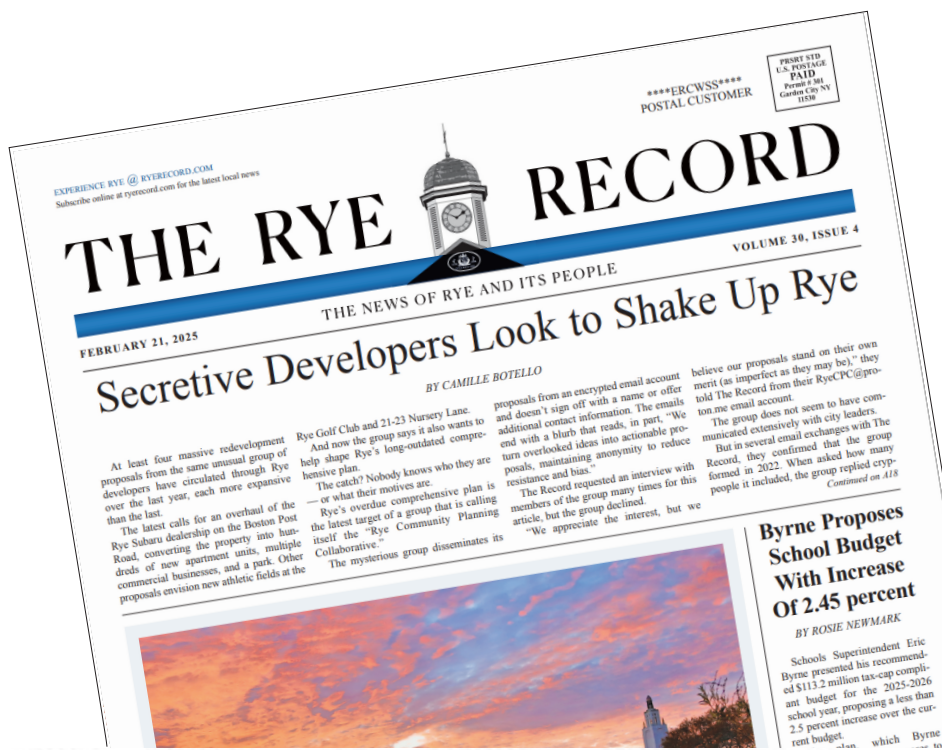 PRSRT STD
U.S. POSTAGE
PAID
Permit # 301
Garden City NY
11530
****ERCWSS****
POSTAL CUSTOMER
EXPERIENCE RYE @ RYERECORD.COM
Subscribe online at ryerecord.com for the latest local news
THE RYE RECORD
VOLUME 30, ISSUE 4
THE NEWS OF RYE AND ITS PEOPLE
FEBRUARY 21, 2025
Secretive Developers Look to Shake Up Rye
BY CAMILLE BOTELLO
At least four massive redevelopment
proposals from the same unusual group of
developers have circulated through Rye
over the last year, each more expansive
than the last.
The latest calls for an overhaul of the
Rye Subaru dealership on the Boston Post
Road, converting the property into hun-
dreds of new apartment units, multiple
commercial businesses, and a park. Other
proposals envision new athletic fields at the
Rye Golf Club and 21-23 Nursery Lane.
And now the group says it also wants to
help shape Rye's long-outdated compre-
hensive plan.
The catch? Nobody knows who they are
— or what their motives are.
Rye's overdue comprehensive plan is
the latest target of a group that is calling
itself the “Rye Community Planning
Collaborative.”
The mysterious group disseminates its
proposals from an encrypted email account
and doesn't sign off with a name or offer
additional contact information. The emails
end with a blurb that reads, in part, “We
turn overlooked ideas into actionable pro-
posals, maintaining anonymity to reduce
resistance and bias.”
The Record requested an interview with
members of the group many times for this
article, but the group declined.
“We appreciate the interest, but we
believe our proposals stand on their own
merit (as imperfect as they may be),” they
told The Record from their RyeCPC@pro-
ton.me email account.
The group does not seem to have com-
municated extensively with city leaders.
But in several email exchanges with The
Record, they confirmed that the group
formed in 2022. When asked how many
people it included, the group replied cryp-
Continued on A18
Byrne Proposes
School Budget
With Increase
Of 2.45 percent
BY ROSIE NEWMARK
Schools Superintendent Eric
Byrne presented his recommend-
ed $113.2 million tax-cap compli-
ant budget for the 2025-2026
school year, proposing a less than
2.5 percent increase over the cur-
rent budget.
plan, which Byrne